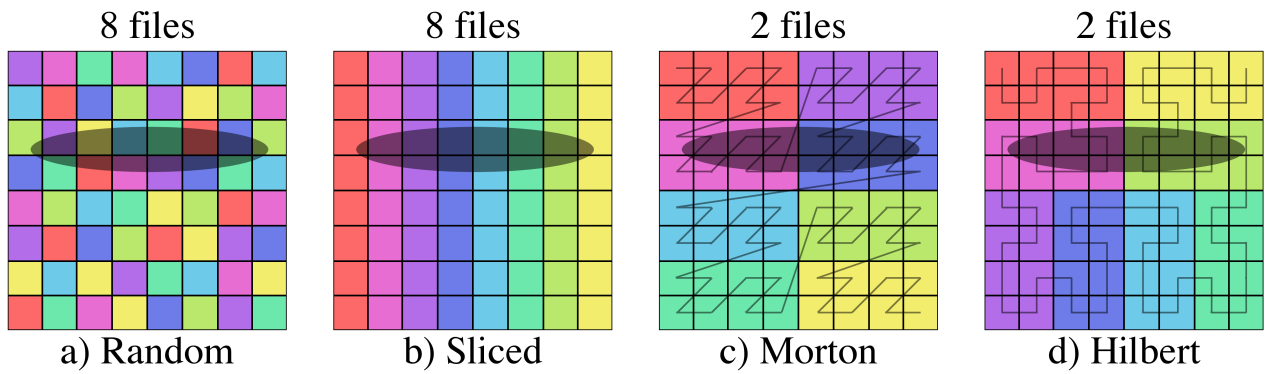 8 files
8 files
2 files
2 files
a) Random
b) Sliced
c) Morton
d) Hilbert